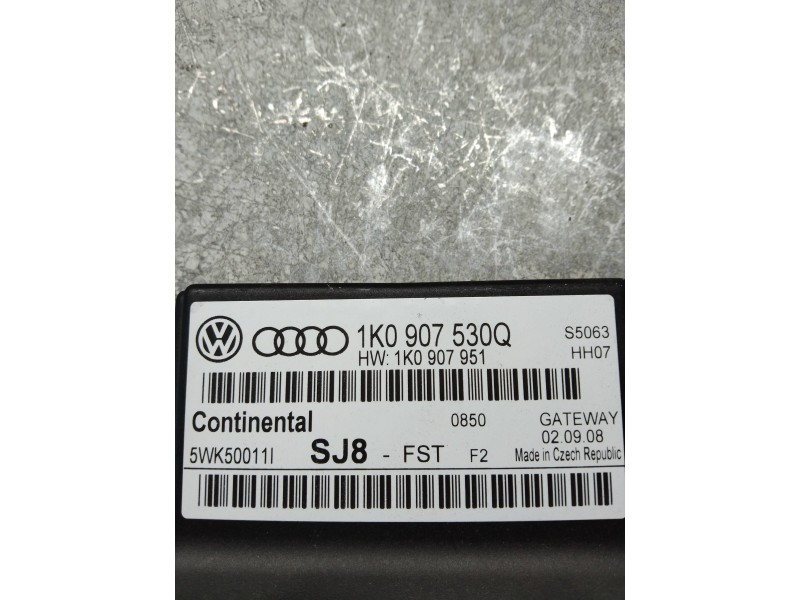 1K0 907 530Q S5063
HW: 1K0 907 951 HH07
Continental 0850 GATEWAY
02.09.08
5WK50011I SJ8 - FST F2 Made in Czech Republic